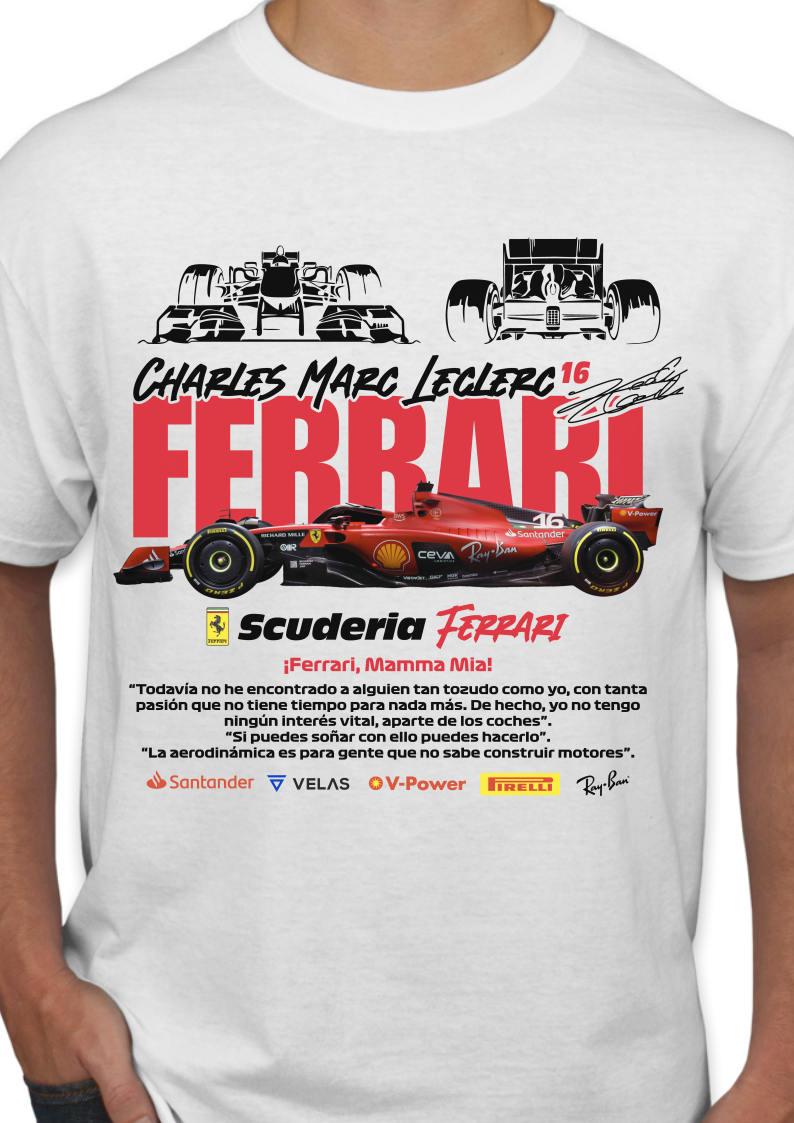 CHARLES MARC LECLERC 16
FERRARI
V-Power
16
Santander
RICHARD MILLE
CEVA
Ray-Ban
PIRELLI
P ZERO
P ZERO
Scuderia FERRARI
¡Ferrari, Mamma Mia!
“Todavía no he encontrado a alguien tan tozudo como yo, con tanta
pasión que no tiene tiempo para nada más. De hecho, yo no tengo
ningún interés vital, aparte de los coches”.
“Si puedes soñar con ello puedes hacerlo”.
“La aerodinámica es para gente que no sabe construir motores”.
Santander VELAS V-Power PIRELLI Ray-Ban